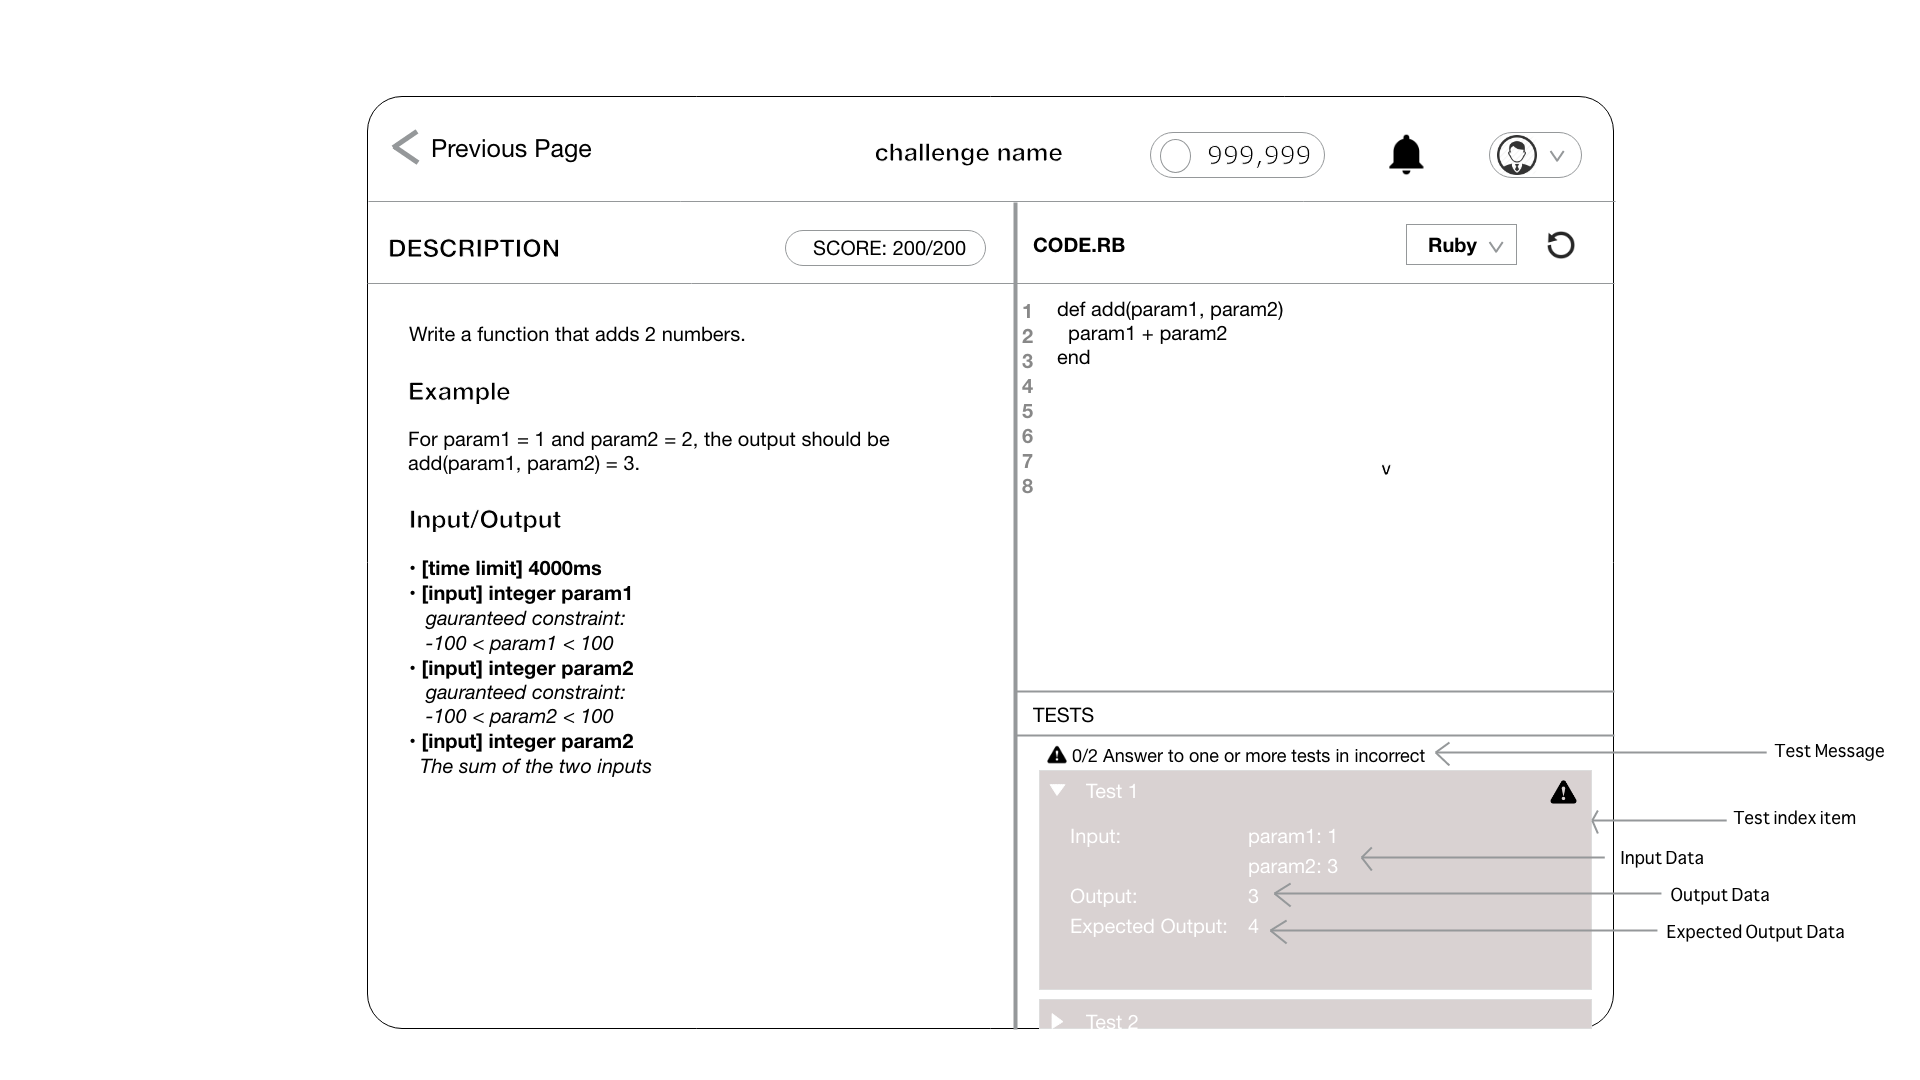 Previous Page
challenge name
999,999
DESCRIPTION
SCORE: 200/200
Write a function that adds 2 numbers.
Example
For param1 = 1 and param2 = 2, the output should be
add(param1, param2) = 3.
Input/Output
• [time limit] 4000ms
• [input] integer param1
gauranteed constraint:
-100 < param1 < 100
• [input] integer param2
gauranteed constraint:
-100 < param2 < 100
• [input] integer param2
The sum of the two inputs
CODE.RB
Ruby
1 def add(param1, param2)
2 param1 + param2
3 end
4
5
6
7
8
v
TESTS
0/2 Answer to one or more tests in incorrect
Test Message
Test 1
Test index item
Input: param1: 1
param2: 3
Input Data
Output: 3
Output Data
Expected Output: 4
Expected Output Data
Test 2